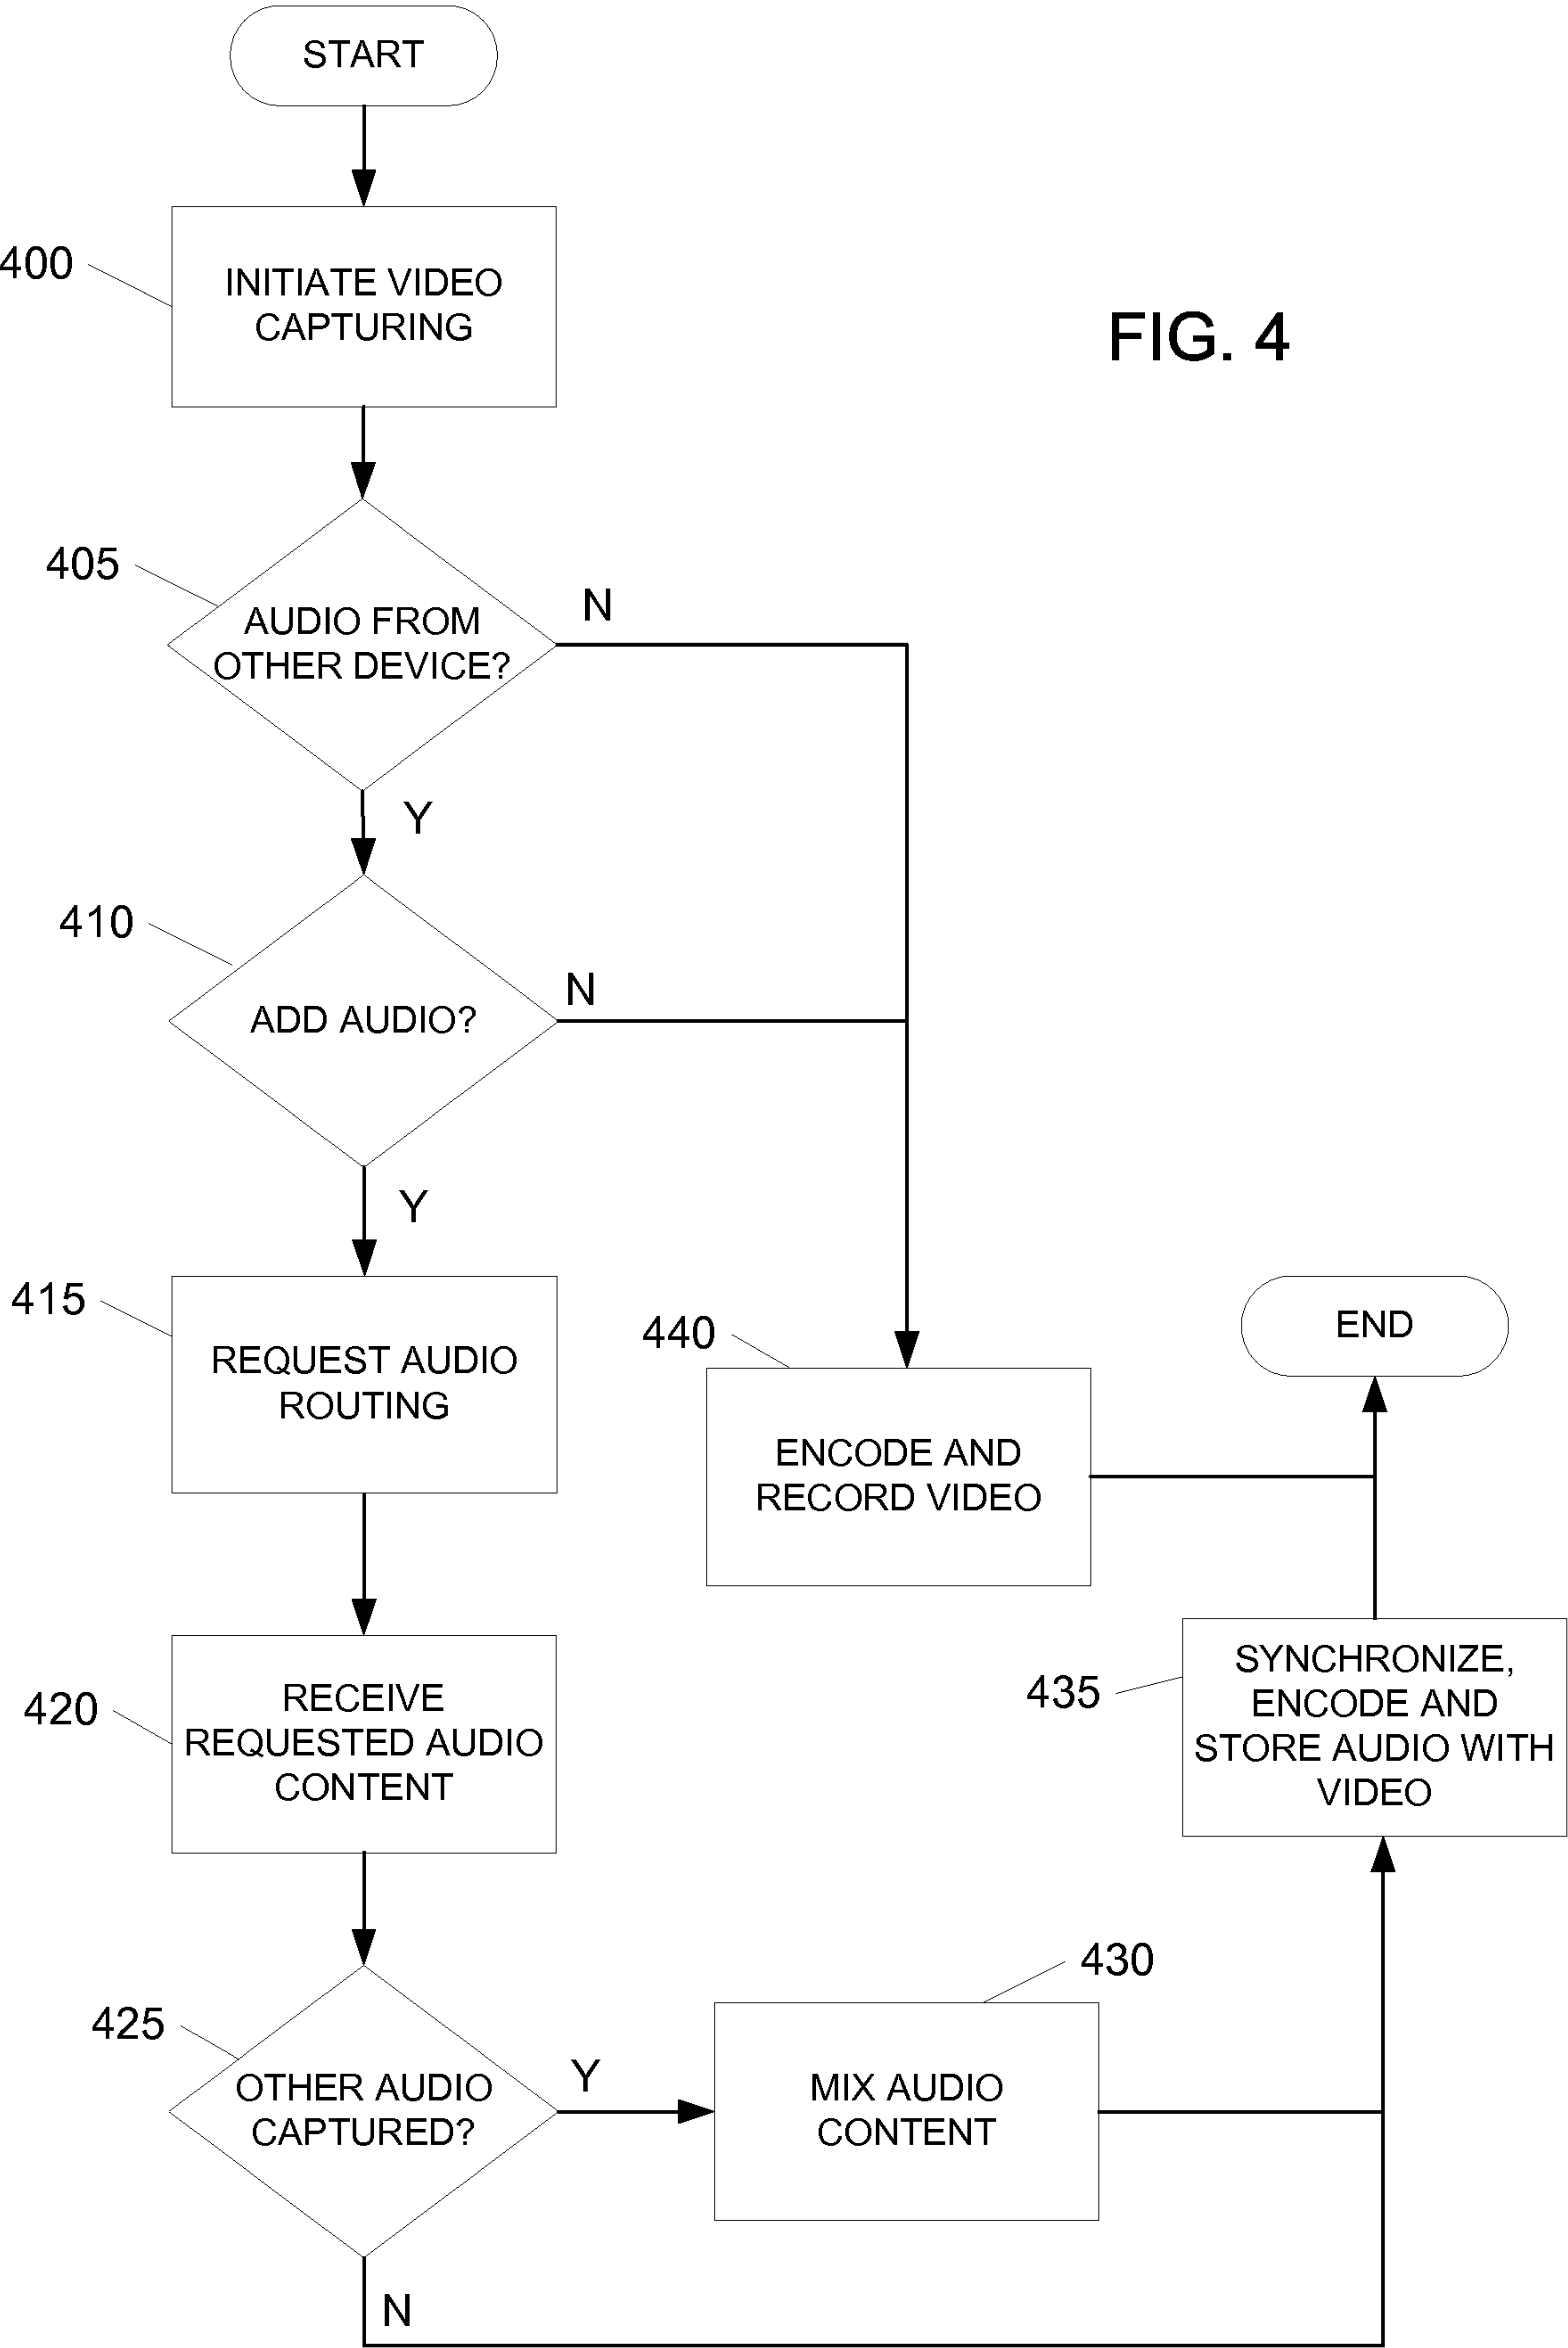 START
400
INITIATE VIDEO
CAPTURING
FIG. 4
405
AUDIO FROM
OTHER DEVICE?
N
Y
410
ADD AUDIO?
N
Y
415
REQUEST AUDIO
ROUTING
440
ENCODE AND
RECORD VIDEO
END
420
RECEIVE
REQUESTED AUDIO
CONTENT
435
SYNCHRONIZE,
ENCODE AND
STORE AUDIO WITH
VIDEO
425
OTHER AUDIO
CAPTURED?
Y
430
MIX AUDIO
CONTENT
N